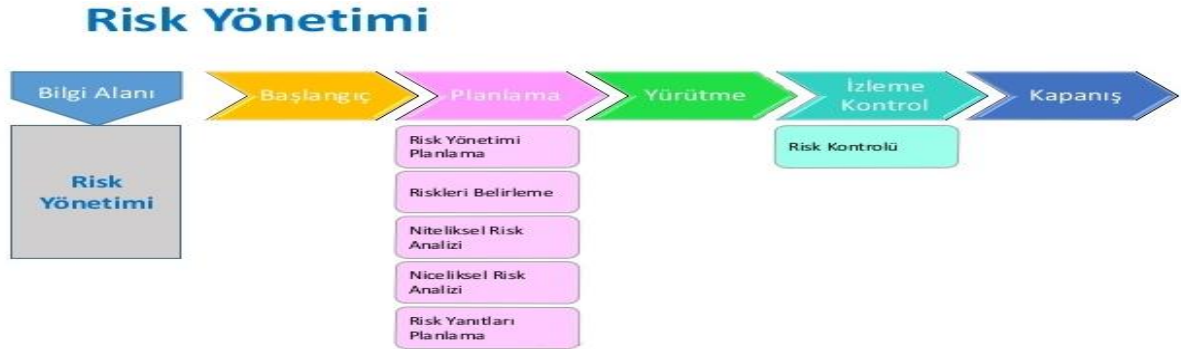 Risk Yönetimi
Bilgi Alanı
Başlangıç
Planlama
Yürütme
İzleme
Kontrol
Kapanış
Risk
Yönetimi
Risk Yönetimi
Planlama
Riskleri Belirleme
Niteliksel Risk
Analizi
Niceliksel Risk
Analizi
Risk Yanıtları
Planlama
Risk Kontrolü